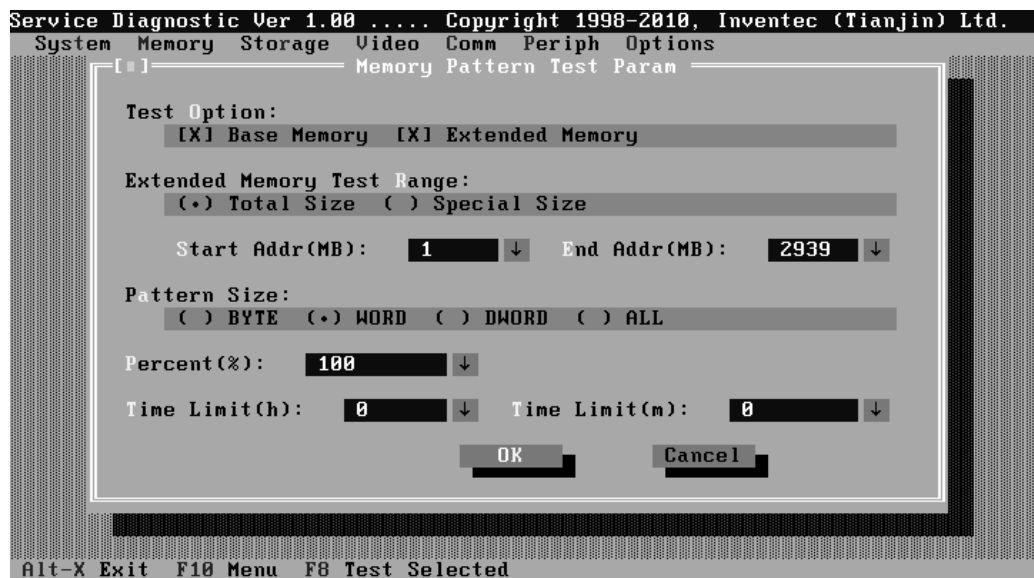 Service Diagnostic Ver 1.00 ..... Copyright 1998-2010, Inventec (Tianjin) Ltd.
System Memory Storage Video Comm Periph Options
[■] Memory Pattern Test Param
Test Option:
[X] Base Memory [X] Extended Memory
Extended Memory Test Range:
(•) Total Size ( ) Special Size
Start Addr(MB): 1 ↓ End Addr(MB): 2939 ↓
Pattern Size:
( ) BYTE (•) WORD ( ) DWORD ( ) ALL
Percent(%): 100 ↓
Time Limit(h): 0 ↓ Time Limit(m): 0 ↓
OK Cancel
Alt-X Exit F10 Menu F8 Test Selected